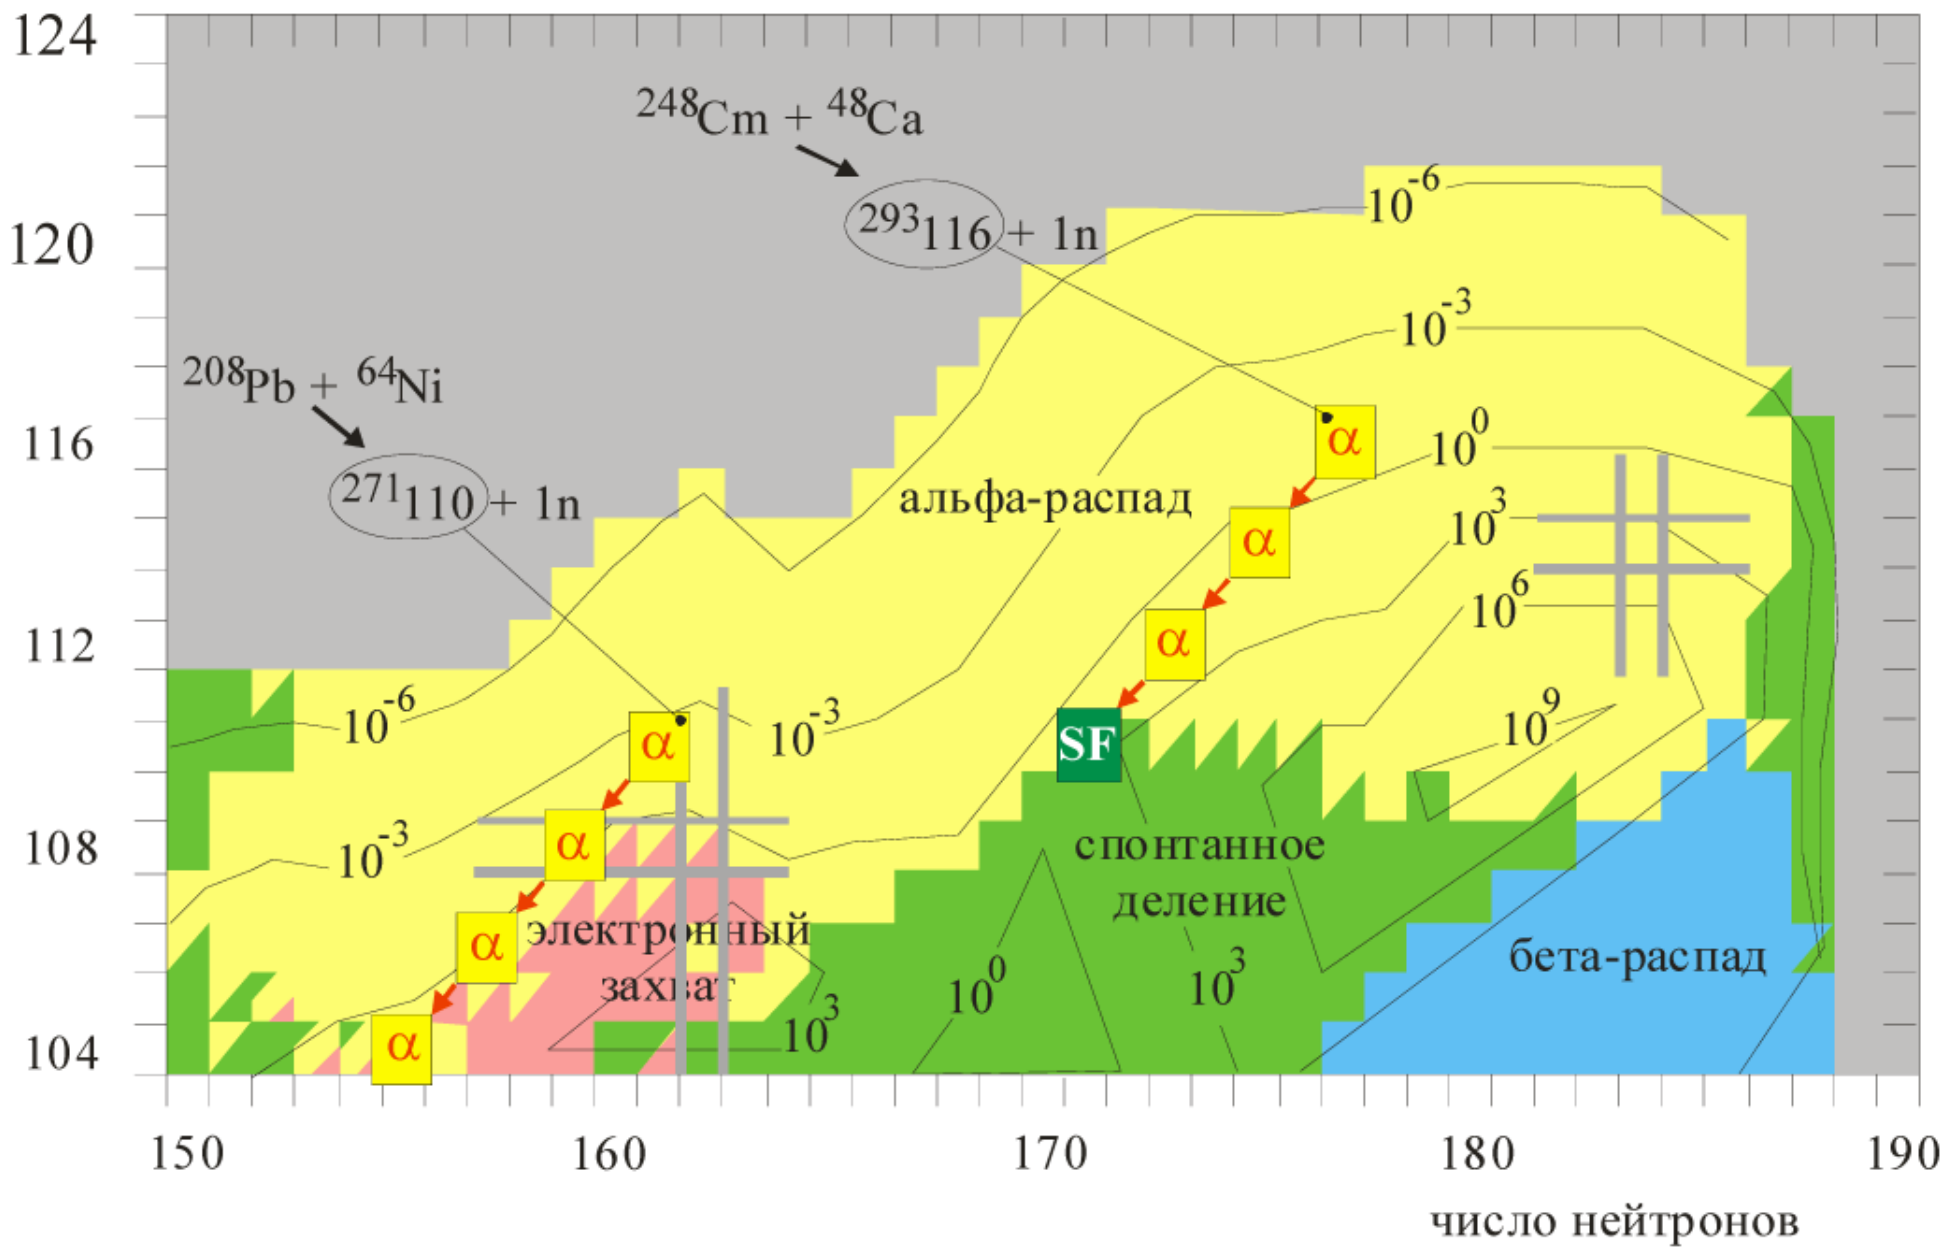 124
²⁴⁸Cm + ⁴⁸Ca
10⁻⁶
²⁹³116 + 1n
120
10⁻³
²⁰⁸Pb + ⁶⁴Ni
116
10⁰
α
альфа-распад
²⁷¹110 + 1n
10³
α
10⁶
112
α
10⁻⁶
10⁻³
10⁹
α
SF
108
10⁻³
α
спонтанное
деление
электронный
захват
α
бета-распад
10⁰
10³
10³
104
α
150
160
170
180
190
число нейтронов